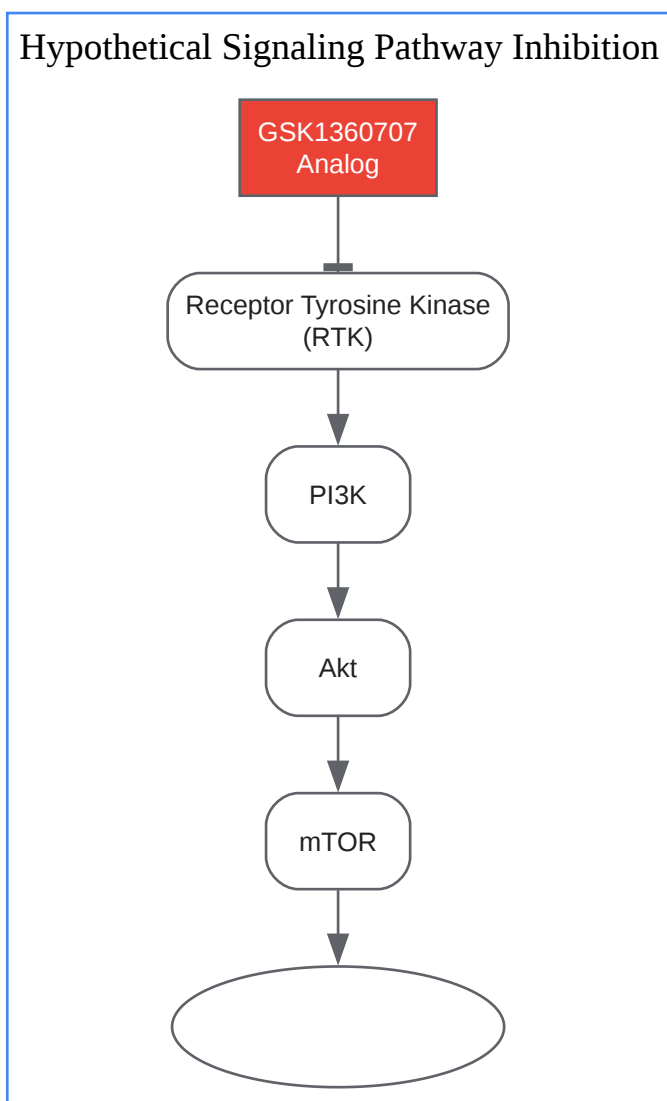 Hypothetical Signaling Pathway Inhibition
GSK1360707
Analog
Receptor Tyrosine Kinase
(RTK)
PI3K
Akt
mTOR